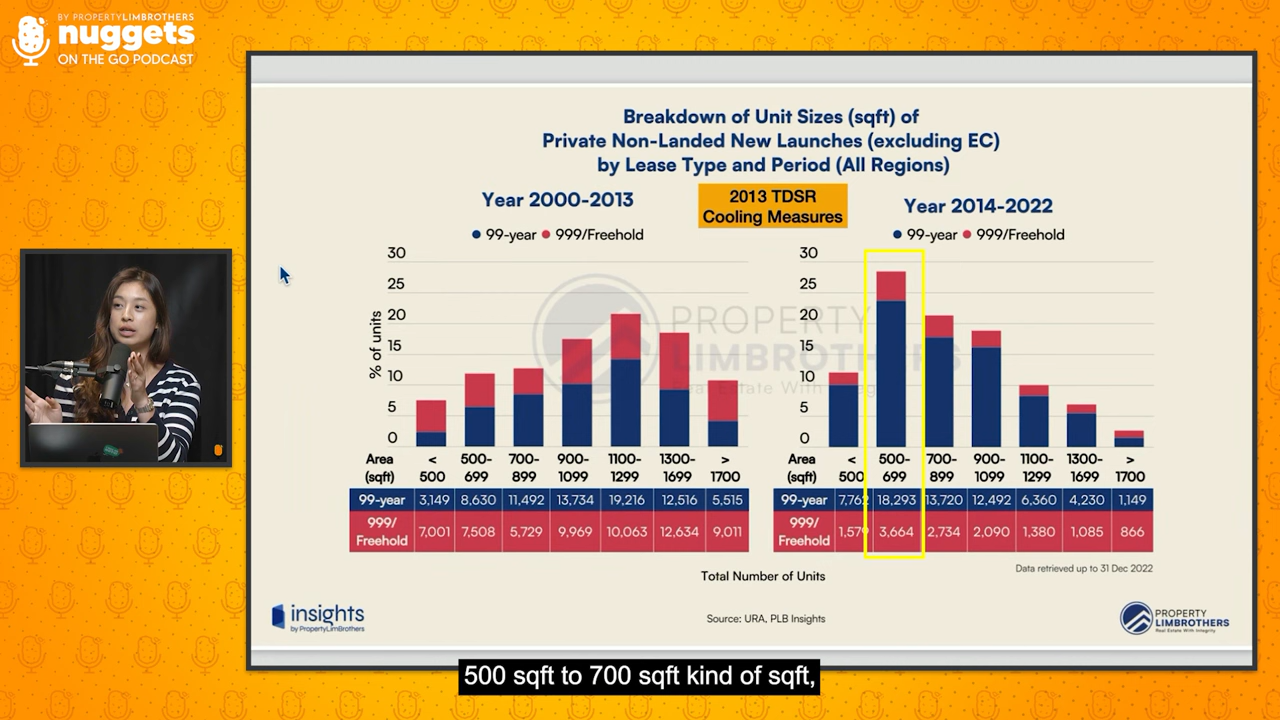 BY PROPERTYLIMBROTHERS
nuggets
ON THE GO PODCAST
Breakdown of Unit Sizes (sqft) of
Private Non-Landed New Launches (excluding EC)
by Lease Type and Period (All Regions)
Year 2000-2013
2013 TDSR
Cooling Measures
Year 2014-2022
99-year 999/Freehold
99-year 999/Freehold
% of units
30
25
20
15
10
5
0
30
25
20
15
10
5
0
PROPERTY
LIMBROTHERS
Real Estate With Integ
Area (sqft) < 500 500-699 700-899 900-1099 1100-1299 1300-1699 > 1700
99-year 3,149 8,630 11,492 13,734 19,216 12,516 5,515
999/Freehold 7,001 7,508 5,729 9,969 10,063 12,634 9,011
Area (sqft) < 500 500-699 700-899 900-1099 1100-1299 1300-1699 > 1700
99-year 7,762 18,293 13,720 12,492 6,360 4,230 1,149
999/Freehold 1,579 3,664 2,734 2,090 1,380 1,085 866
Total Number of Units
Data retrieved up to 31 Dec 2022
insights
by PropertyLimBrothers
Source: URA, PLB Insights
PROPERTY
LIMBROTHERS
Real Estate With Integrity
500 sqft to 700 sqft kind of sqft,